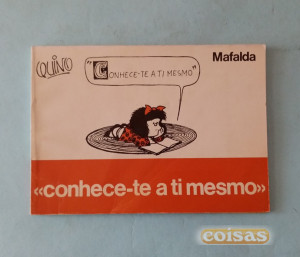 QUINO
Mafalda
"CONHECE-TE A TI MESMO"
«conhece-te a ti mesmo»
coisas